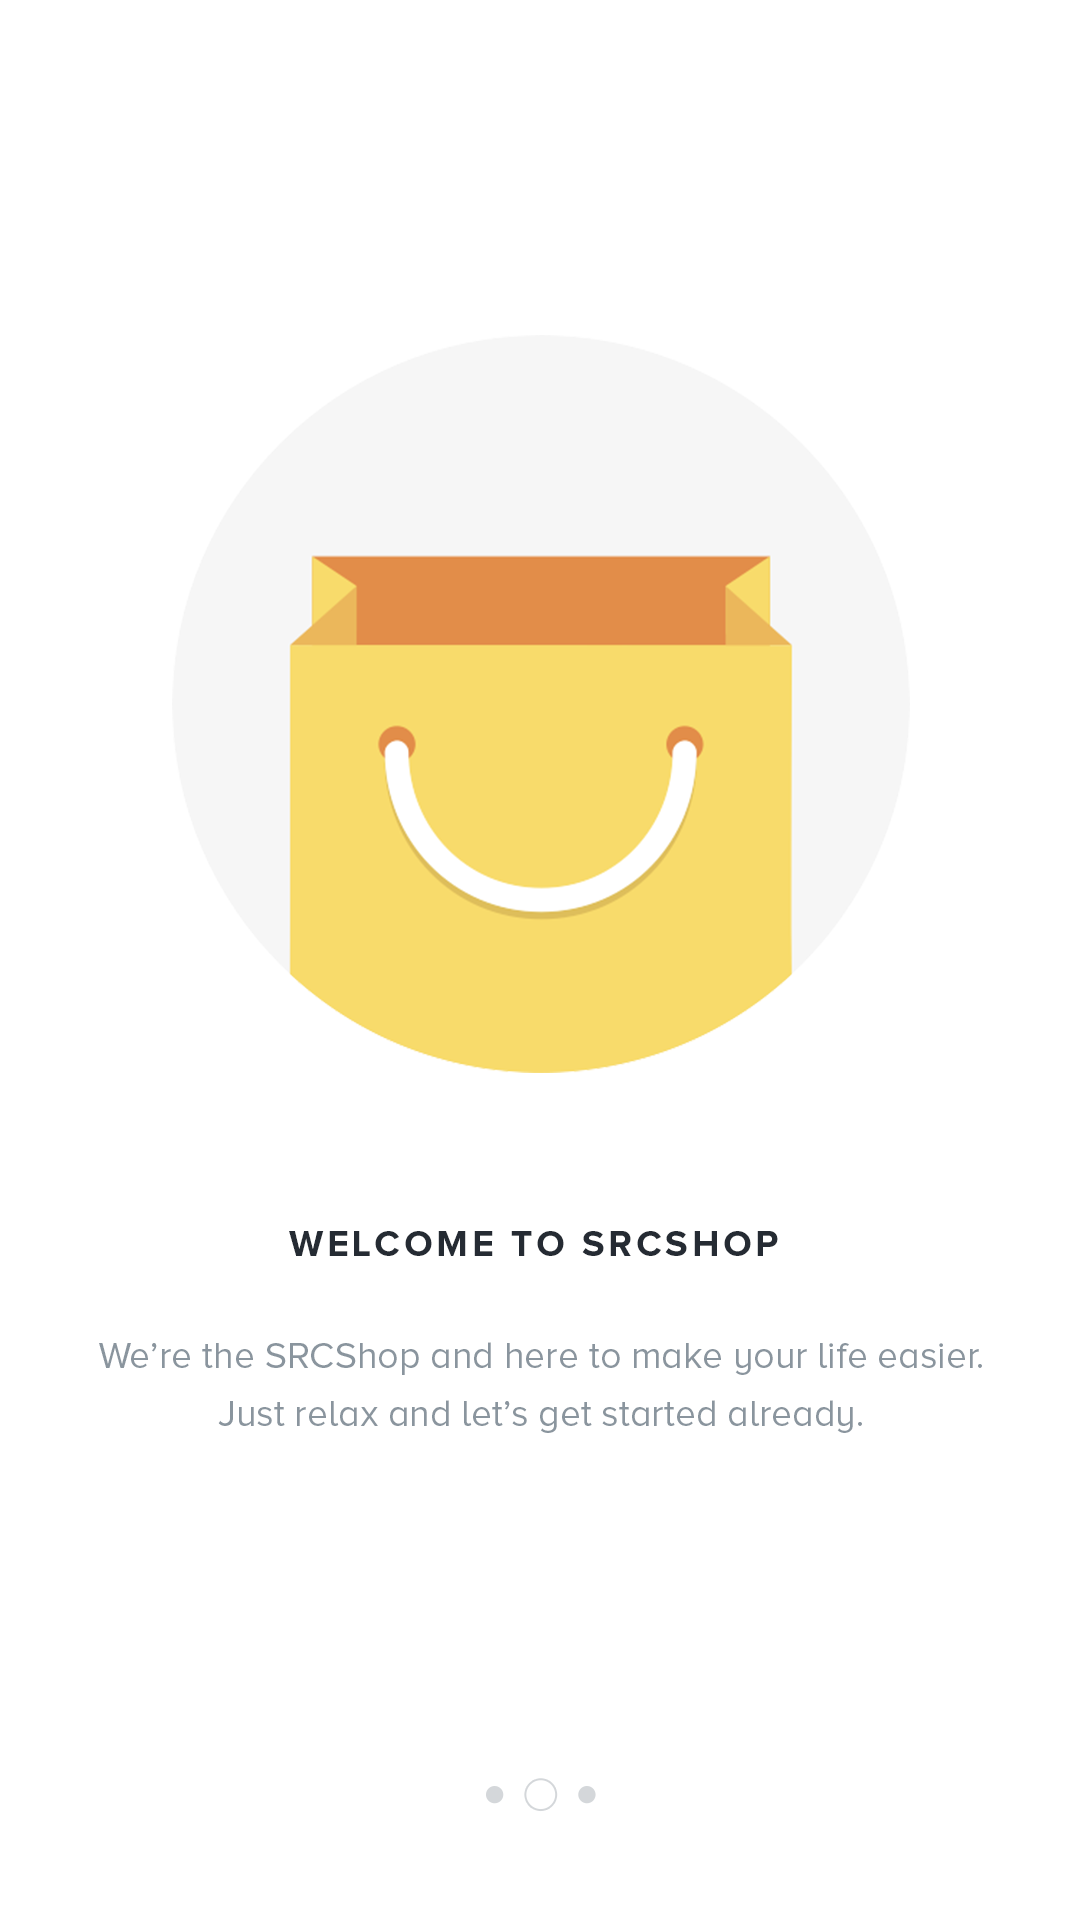 WELCOME TO SRCSHOP
We’re the SRCShop and here to make your life easier.
Just relax and let’s get started already.